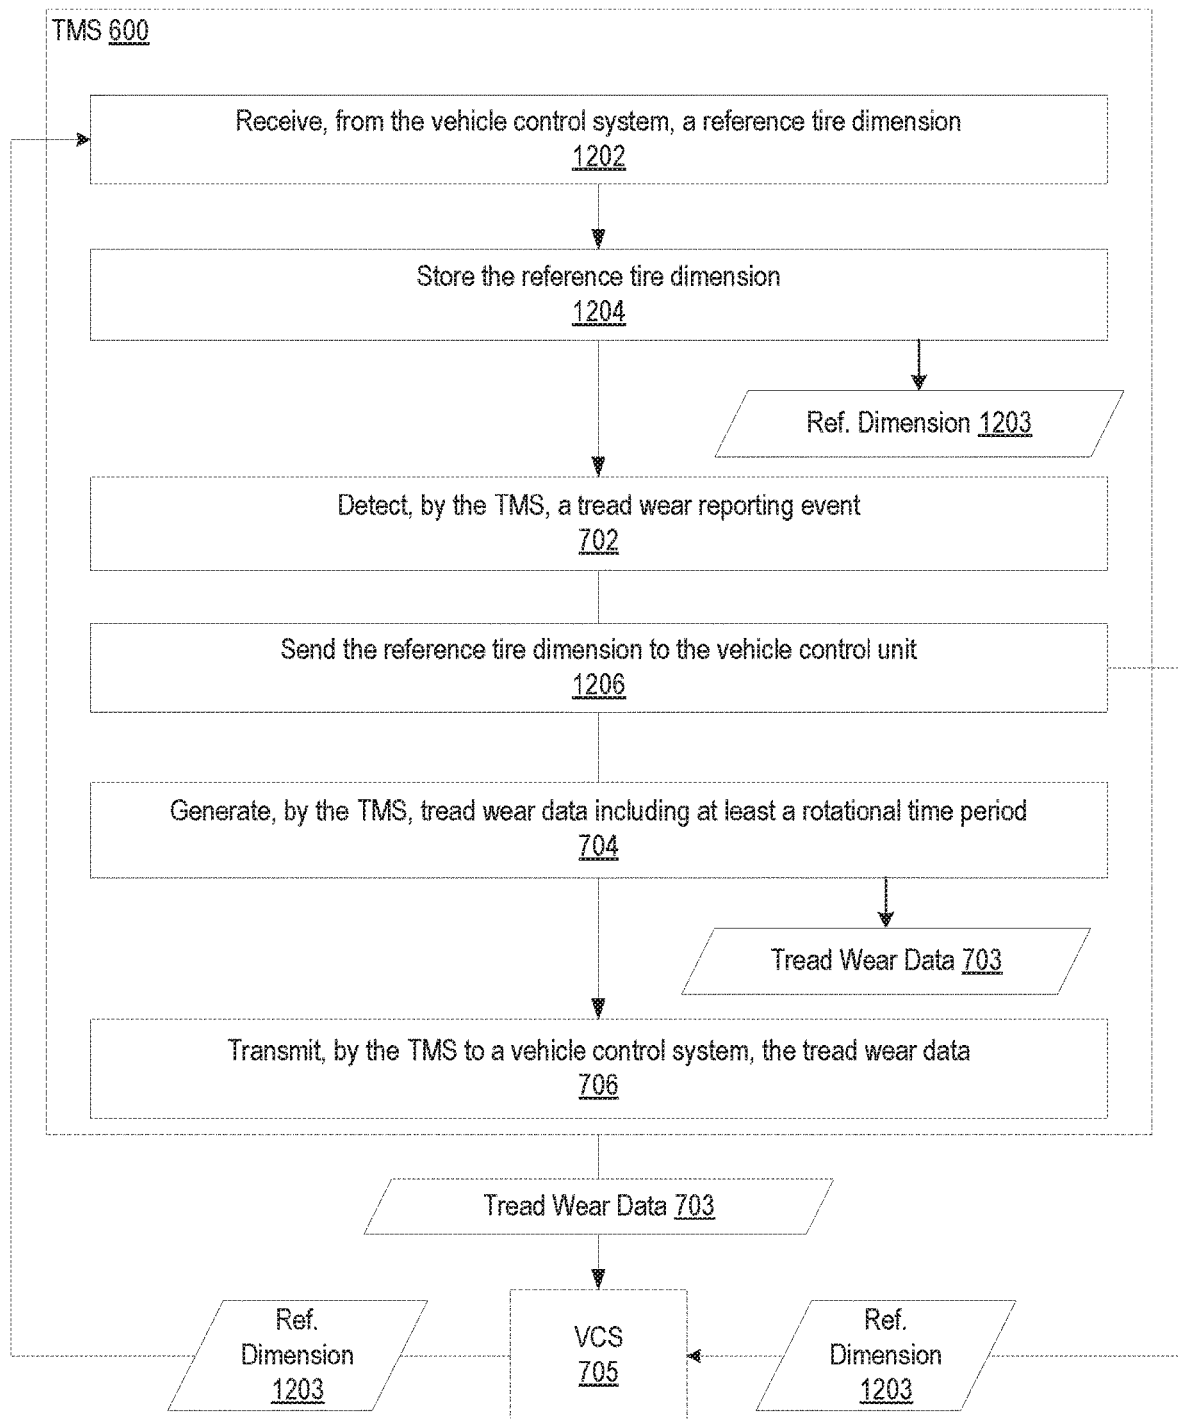 TMS 600
Receive, from the vehicle control system, a reference tire dimension
1202
Store the reference tire dimension
1204
Ref. Dimension 1203
Detect, by the TMS, a tread wear reporting event
702
Send the reference tire dimension to the vehicle control unit
1206
Generate, by the TMS, tread wear data including at least a rotational time period
704
Tread Wear Data 703
Transmit, by the TMS to a vehicle control system, the tread wear data
706
Tread Wear Data 703
Ref.
Dimension
1203
VCS
705
Ref.
Dimension
1203